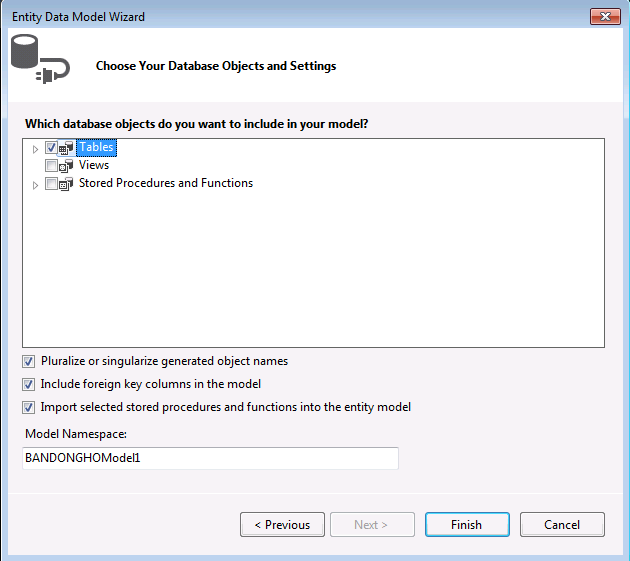 Entity Data Model Wizard
Choose Your Database Objects and Settings
Which database objects do you want to include in your model?
Tables
Views
Stored Procedures and Functions
Pluralize or singularize generated object names
Include foreign key columns in the model
Import selected stored procedures and functions into the entity model
Model Namespace:
BANDONGHOModel1
< Previous
Next >
Finish
Cancel